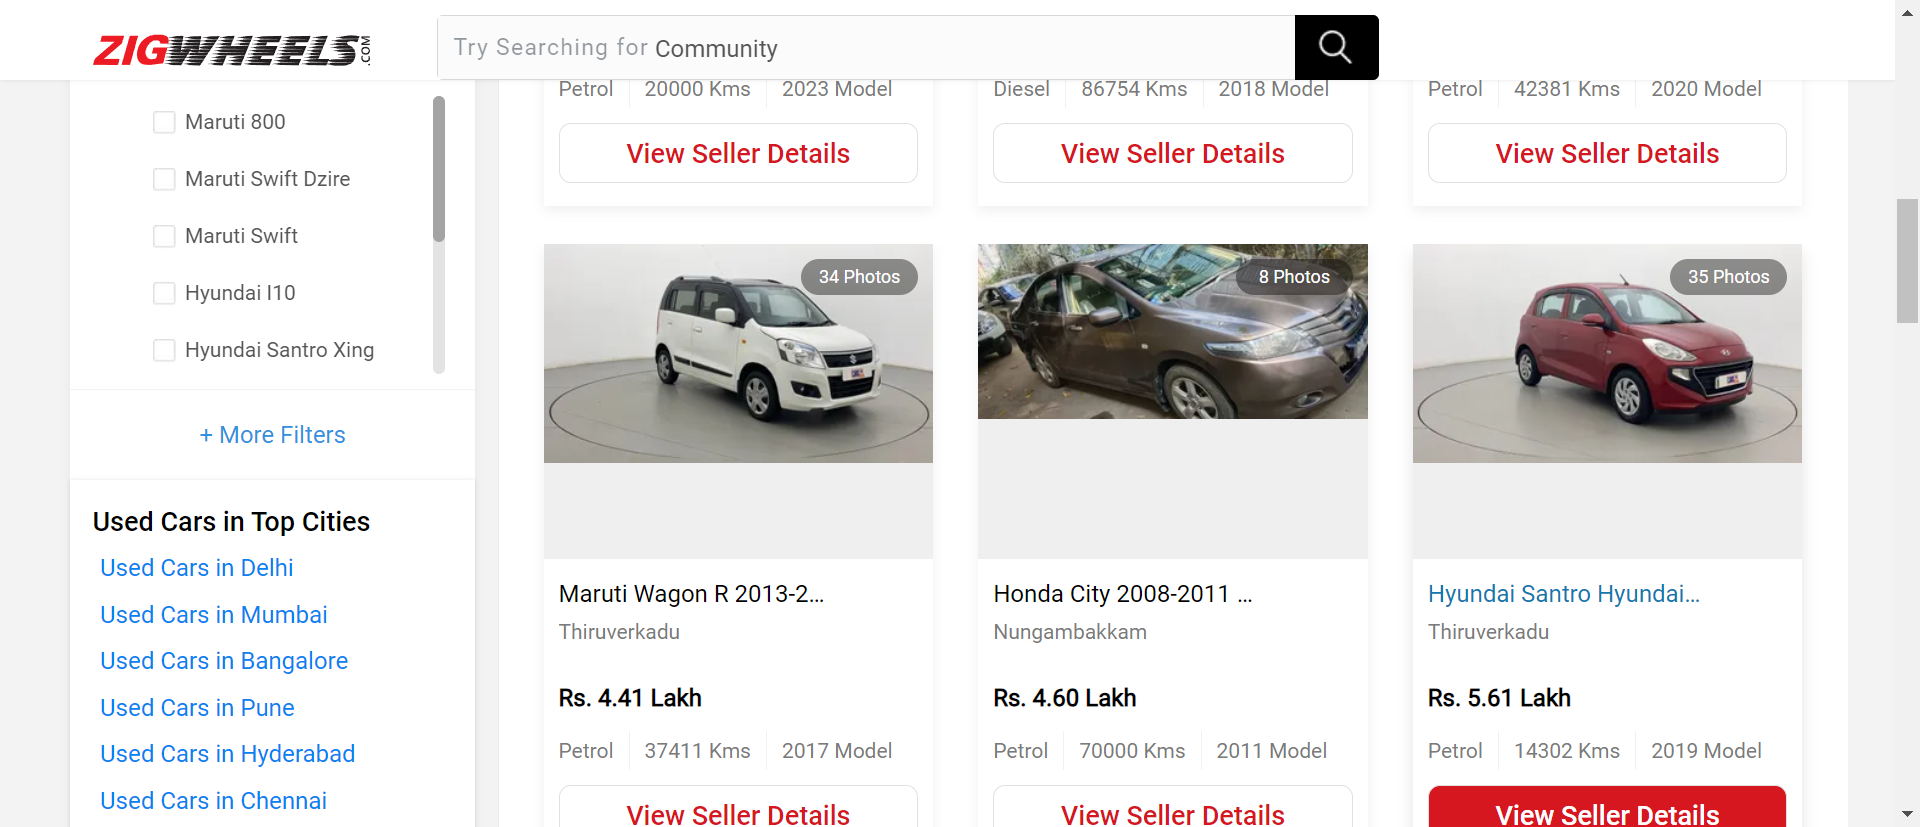 ZIGWHEELS.COM
Try Searching for Community
Maruti 800
Maruti Swift Dzire
Maruti Swift
Hyundai I10
Hyundai Santro Xing
+ More Filters
Used Cars in Top Cities
Used Cars in Delhi
Used Cars in Mumbai
Used Cars in Bangalore
Used Cars in Pune
Used Cars in Hyderabad
Used Cars in Chennai
Petrol 20000 Kms 2023 Model
View Seller Details
Diesel 86754 Kms 2018 Model
View Seller Details
Petrol 42381 Kms 2020 Model
View Seller Details
34 Photos
Maruti Wagon R 2013-2...
Thiruverkadu
Rs. 4.41 Lakh
Petrol 37411 Kms 2017 Model
View Seller Details
8 Photos
Honda City 2008-2011 ...
Nungambakkam
Rs. 4.60 Lakh
Petrol 70000 Kms 2011 Model
View Seller Details
35 Photos
Hyundai Santro Hyundai...
Thiruverkadu
Rs. 5.61 Lakh
Petrol 14302 Kms 2019 Model
View Seller Details